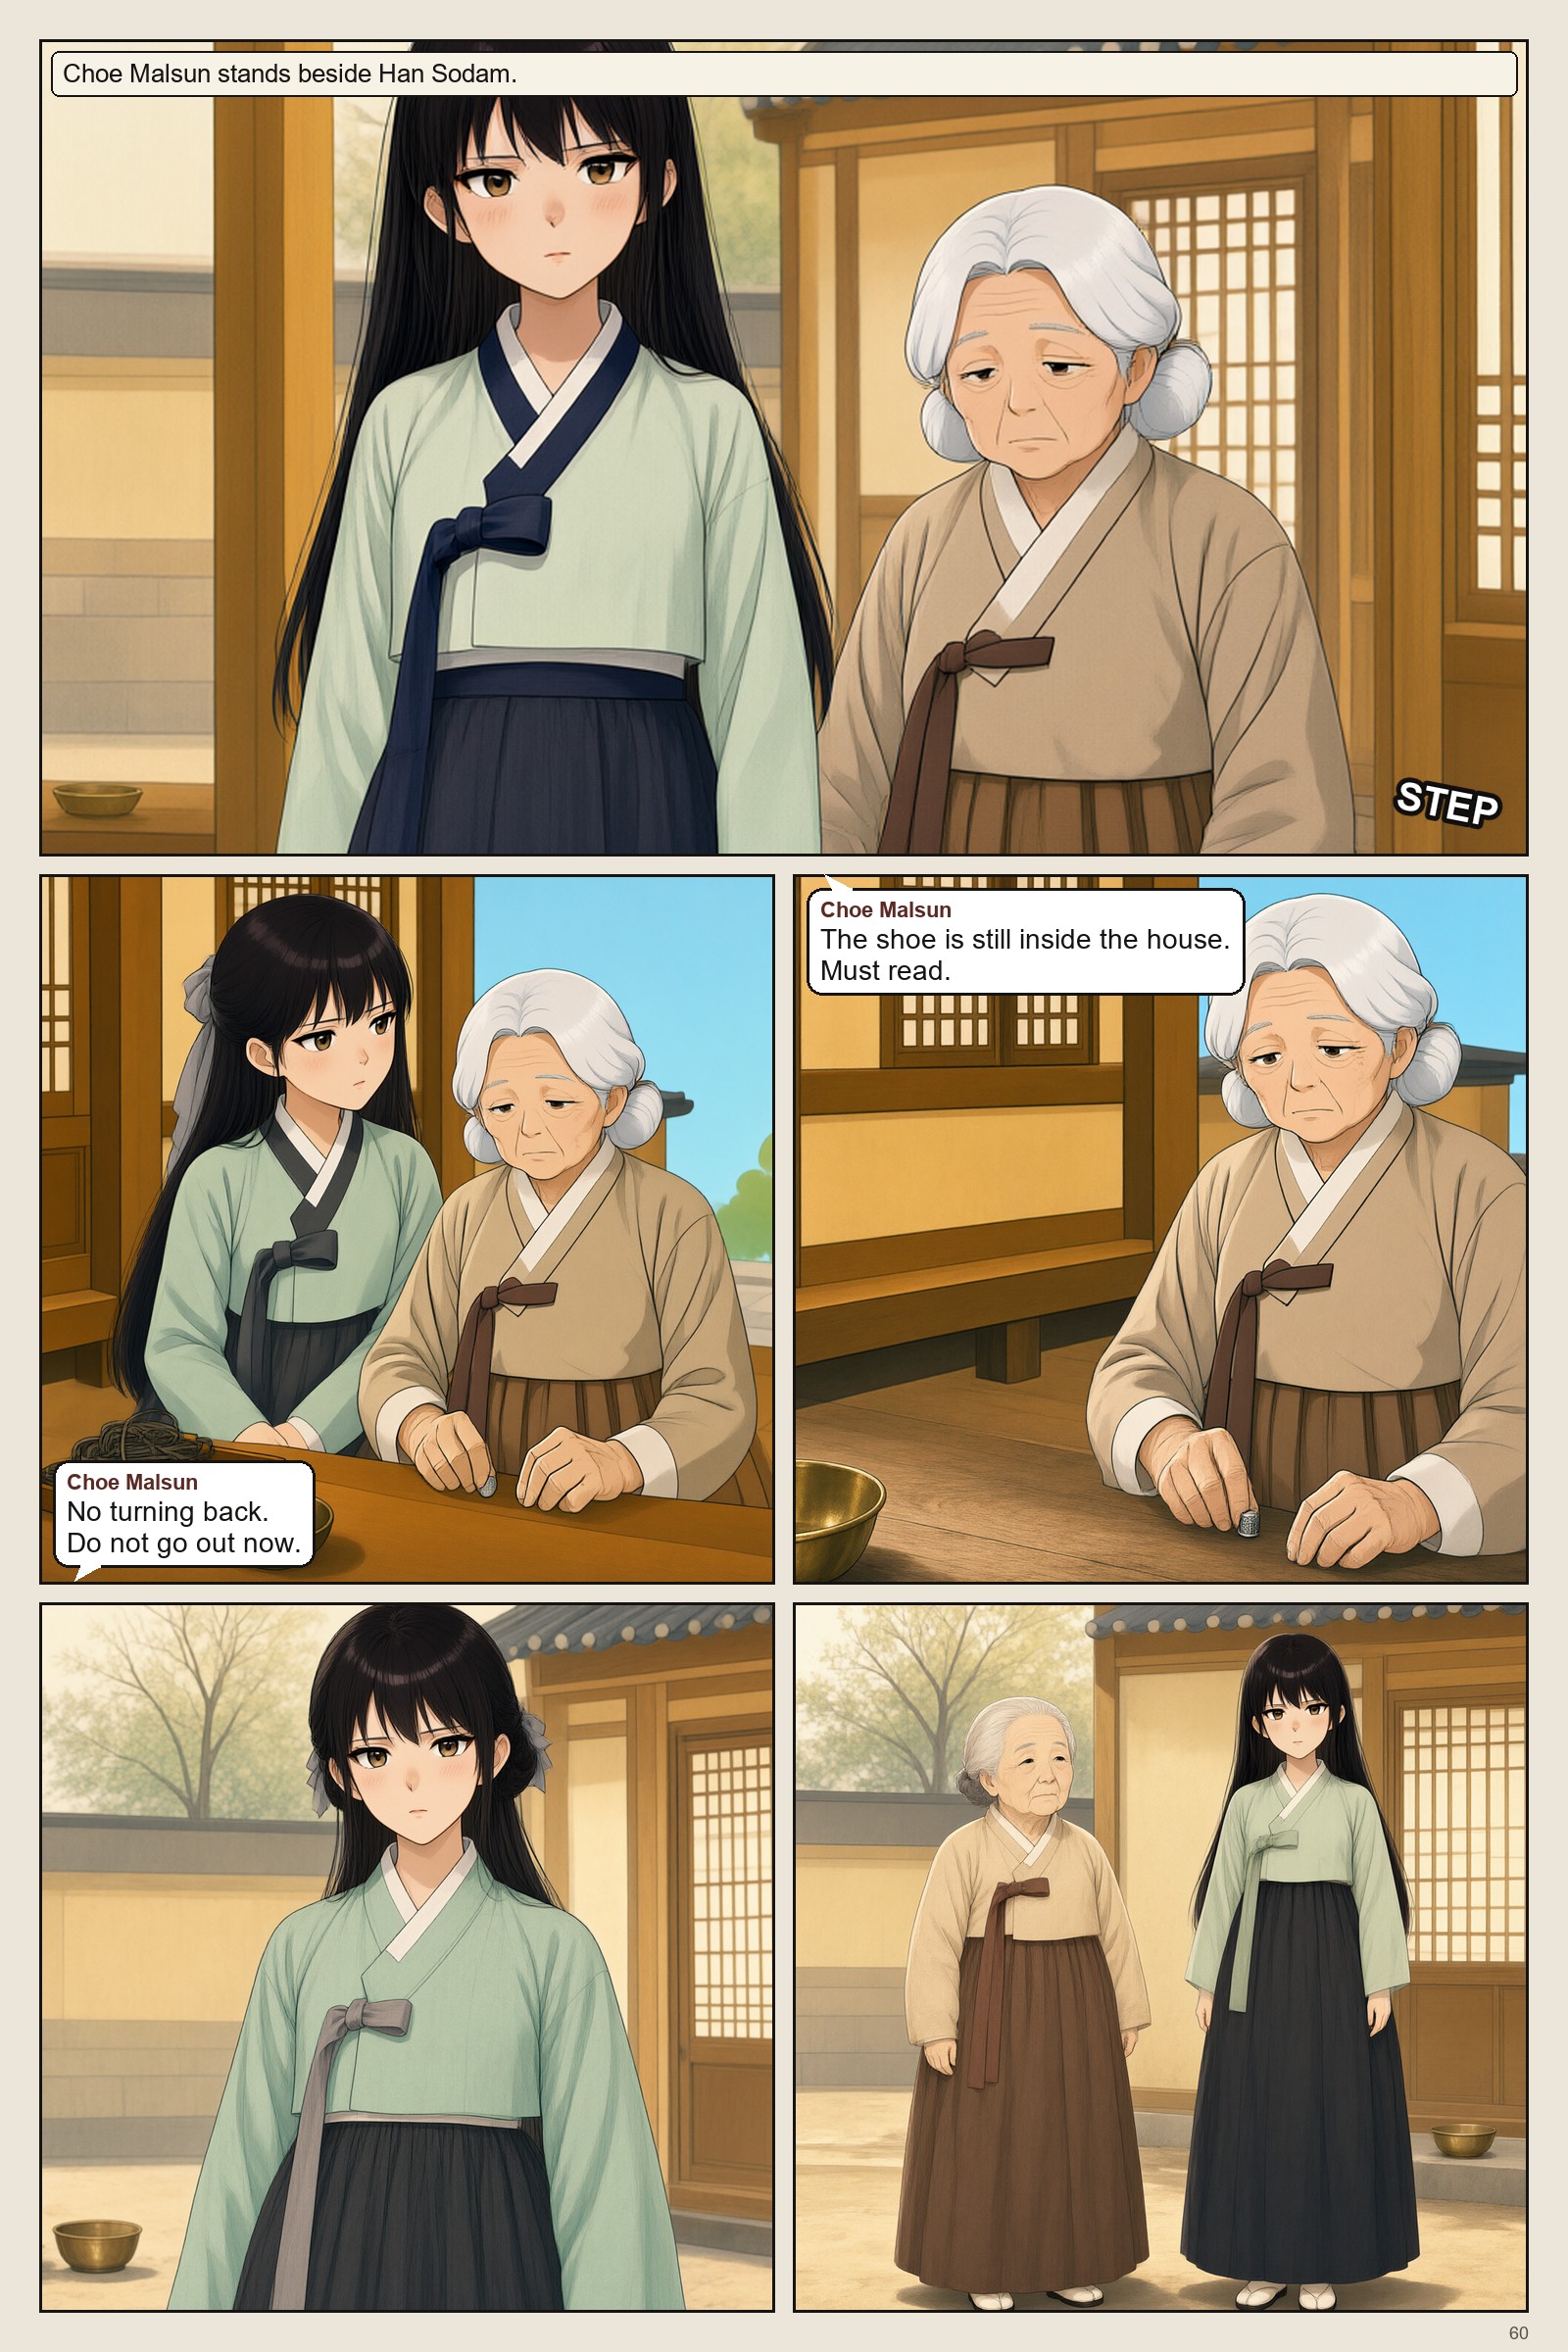 Choe Malsun stands beside Han Sodam.
STEP
Choe Malsun
No turning back.
Do not go out now.
Choe Malsun
The shoe is still inside the house.
Must read.
60